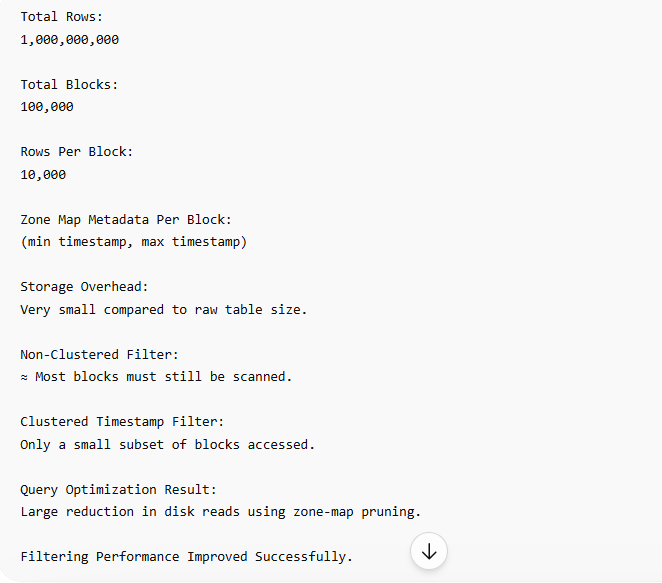 Total Rows:
1,000,000,000
Total Blocks:
100,000
Rows Per Block:
10,000
Zone Map Metadata Per Block:
(min timestamp, max timestamp)
Storage Overhead:
Very small compared to raw table size.
Non-Clustered Filter:
≈ Most blocks must still be scanned.
Clustered Timestamp Filter:
Only a small subset of blocks accessed.
Query Optimization Result:
Large reduction in disk reads using zone-map pruning.
Filtering Performance Improved Successfully.